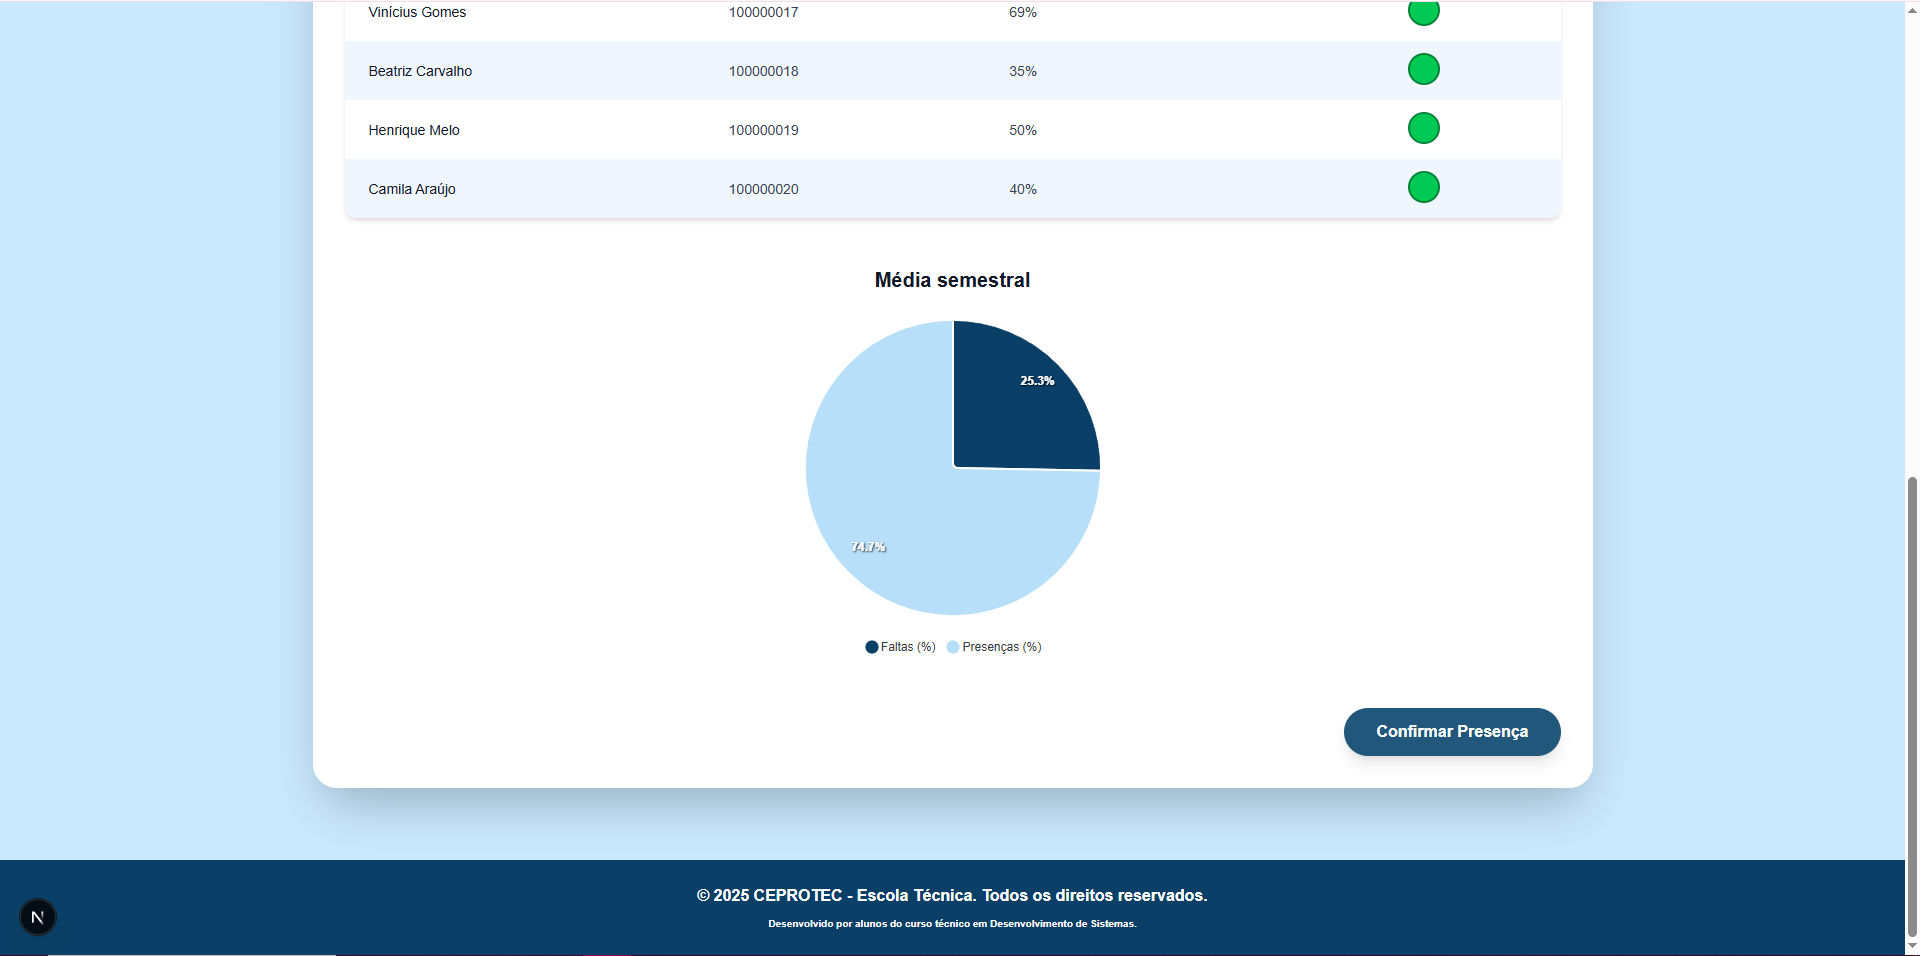 Vinícius Gomes 100000017 69%
Beatriz Carvalho 100000018 35%
Henrique Melo 100000019 50%
Camila Araújo 100000020 40%
Média semestral
25.3%
74.7%
Faltas (%) Presenças (%)
Confirmar Presença
© 2025 CEPROTEC - Escola Técnica. Todos os direitos reservados.
Desenvolvido por alunos do curso técnico em Desenvolvimento de Sistemas.
N